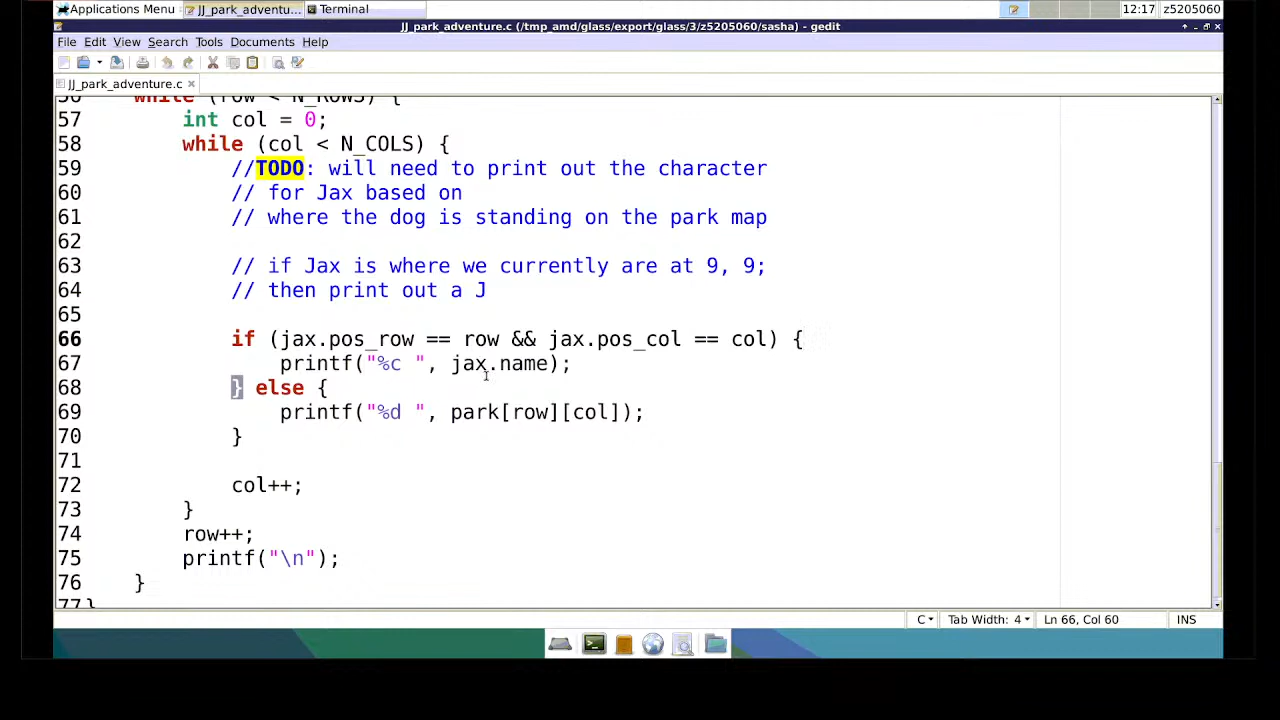 Applications Menu
JJ_park_adventu...
Terminal
12:17
z5205060
JJ_park_adventure.c (/tmp_amd/glass/export/glass/3/z5205060/sasha) - gedit
File Edit View Search Tools Documents Help
JJ_park_adventure.c
56 while (row < N_ROWS) {
57 int col = 0;
58 while (col < N_COLS) {
59 //TODO: will need to print out the character
60 // for Jax based on
61 // where the dog is standing on the park map
62
63 // if Jax is where we currently are at 9, 9;
64 // then print out a J
65
66 if (jax.pos_row == row && jax.pos_col == col) {
67 printf("%c ", jax.name);
68 } else {
69 printf("%d ", park[row][col]);
70 }
71
72 col++;
73 }
74 row++;
75 printf("\n");
76 }
77 }
C Tab Width: 4 Ln 66, Col 60 INS